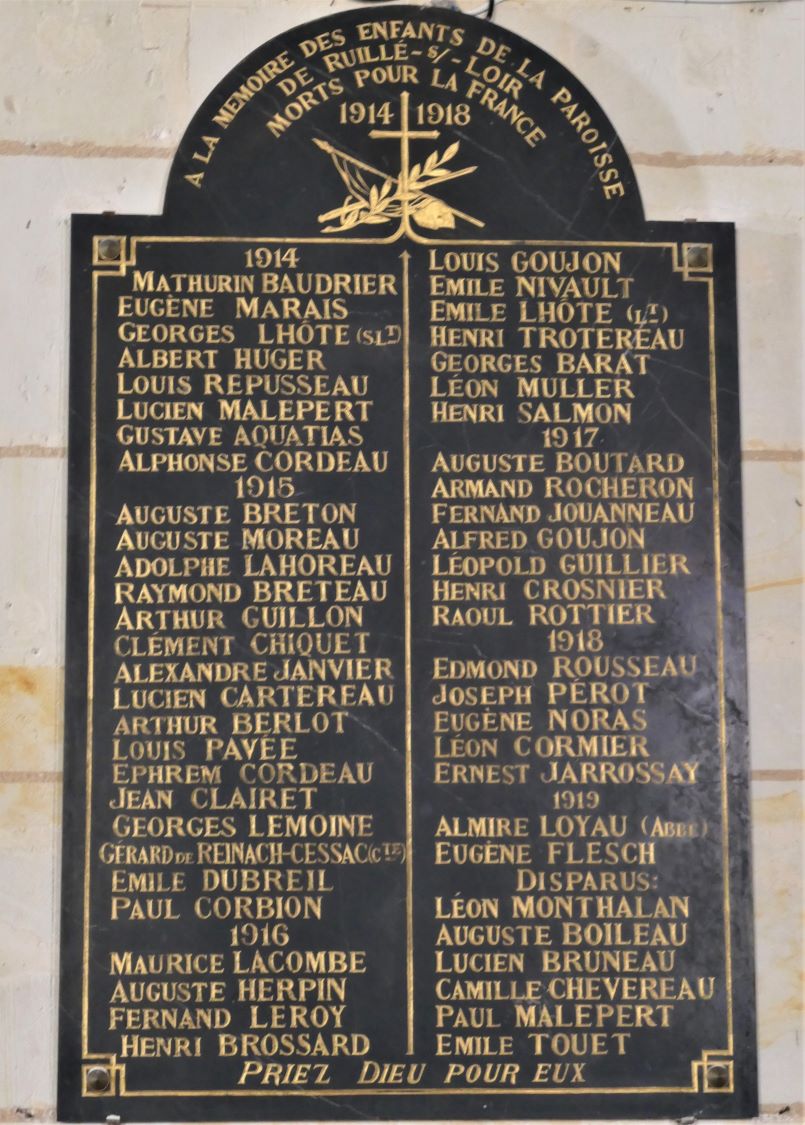 A LA MEMOIRE DES ENFANTS DE LA PAROISSE
DE RUILLÉ-S/-LOIR
MORTS POUR LA FRANCE
1914 1918
1914
MATHURIN BAUDRIER
EUGÈNE MARAIS
GEORGES LHÔTE (SLT)
ALBERT HUGER
LOUIS REPUSSEAU
LUCIEN MALEPERT
GUSTAVE AQUATIAS
ALPHONSE CORDEAU
1915
AUGUSTE BRETON
AUGUSTE MOREAU
ADOLPHE LAHOREAU
RAYMOND BRETEAU
ARTHUR GUILLON
CLÉMENT CHIQUET
ALEXANDRE JANVIER
LUCIEN CARTEREAU
ARTHUR BERLOT
LOUIS PAVÉE
EPHREM CORDEAU
JEAN CLAIRET
GEORGES LEMOINE
GÉRARD DE REINACH-CESSAC (CTE)
EMILE DUBREIL
PAUL CORBION
1916
MAURICE LACOMBE
AUGUSTE HERPIN
FERNAND LEROY
HENRI BROSSARD
LOUIS GOUJON
EMILE NIVAULT
EMILE LHÔTE (LT)
HENRI TROTEREAU
GEORGES BARAT
LÉON MULLER
HENRI SALMON
1917
AUGUSTE BOUTARD
ARMAND ROCHERON
FERNAND JOUANNEAU
ALFRED GOUJON
LÉOPOLD GUILLIER
HENRI CROSNIER
RAOUL ROTTIER
1918
EDMOND ROUSSEAU
JOSEPH PÉROT
EUGÈNE NORAS
LÉON CORMIER
ERNEST JARROSSAY
1919
ALMIRE LOYAU (ABBÉ)
EUGÈNE FLESCH
DISPARUS:
LÉON MONTHALAN
AUGUSTE BOILEAU
LUCIEN BRUNEAU
CAMILLE CHEVEREAU
PAUL MALEPERT
EMILE TOUET
PRIEZ DIEU POUR EUX